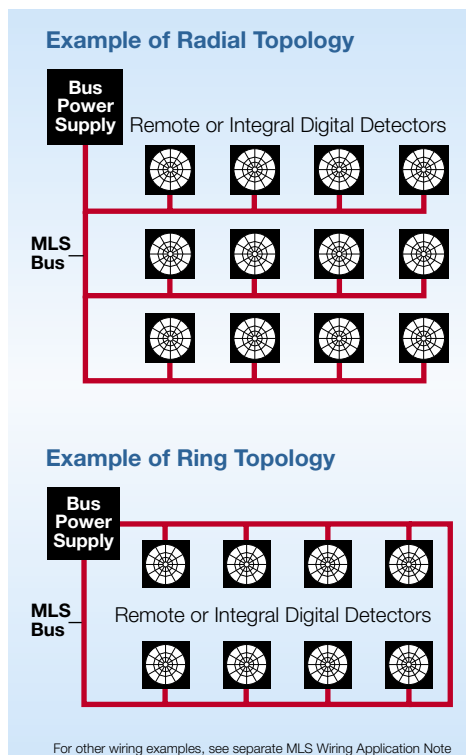 Example of Radial Topology
Bus
Power
Supply
Remote or Integral Digital Detectors
MLS
Bus
Example of Ring Topology
Bus
Power
Supply
MLS
Bus
Remote or Integral Digital Detectors
For other wiring examples, see separate MLS Wiring Application Note